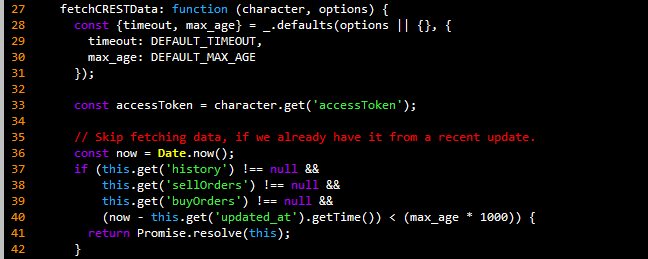 27     fetchCRESTData: function (character, options) {
28       const {timeout, max_age} = _.defaults(options || {}, {
29         timeout: DEFAULT_TIMEOUT,
30         max_age: DEFAULT_MAX_AGE
31       });
32
33       const accessToken = character.get('accessToken');
34
35       // Skip fetching data, if we already have it from a recent update.
36       const now = Date.now();
37       if (this.get('history') !== null &&
38           this.get('sellOrders') !== null &&
39           this.get('buyOrders') !== null &&
40           (now - this.get('updated_at').getTime()) < (max_age * 1000)) {
41         return Promise.resolve(this);
42       }